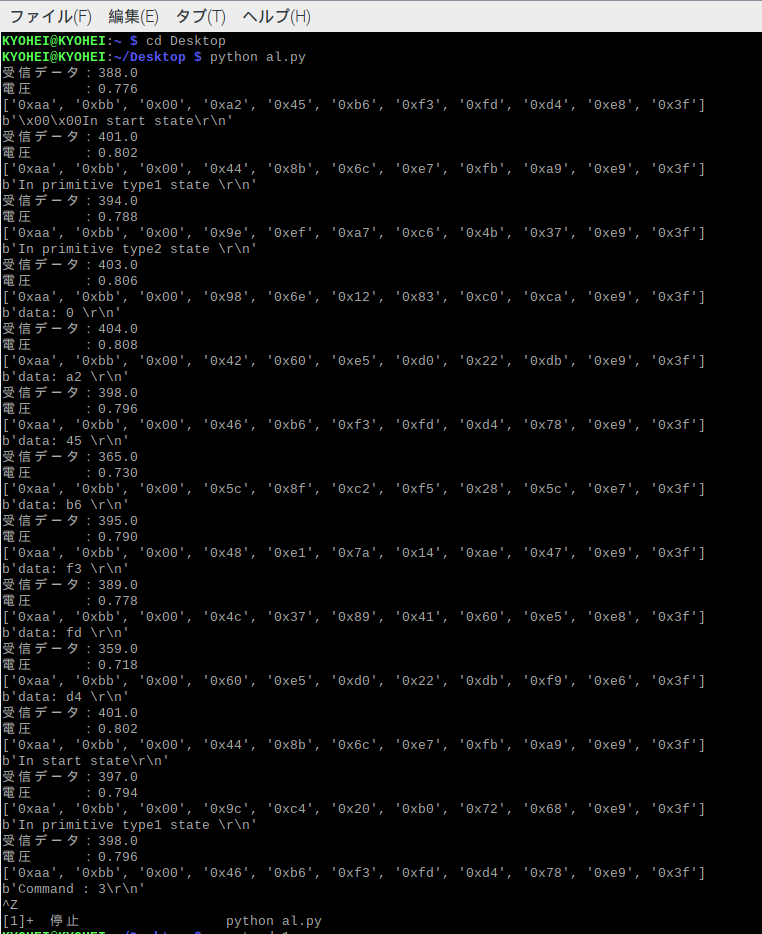 ファイル(F) 編集(E) タブ(T) ヘルプ(H)
KYOHEI@KYOHEI:~ $ cd Desktop
KYOHEI@KYOHEI:~/Desktop $ python al.py
受信データ：388.0
電圧　　　：0.776
['0xaa', '0xbb', '0x00', '0xa2', '0x45', '0xb6', '0xf3', '0xfd', '0xd4', '0xe8', '0x3f']
b'\x00\x00In start state\r\n'
受信データ：401.0
電圧　　　：0.802
['0xaa', '0xbb', '0x00', '0x44', '0x8b', '0x6c', '0xe7', '0xfb', '0xa9', '0xe9', '0x3f']
b'In primitive type1 state \r\n'
受信データ：394.0
電圧　　　：0.788
['0xaa', '0xbb', '0x00', '0x9e', '0xef', '0xa7', '0xc6', '0x4b', '0x37', '0xe9', '0x3f']
b'In primitive type2 state \r\n'
受信データ：403.0
電圧　　　：0.806
['0xaa', '0xbb', '0x00', '0x98', '0x6e', '0x12', '0x83', '0xc0', '0xca', '0xe9', '0x3f']
b'data: 0 \r\n'
受信データ：404.0
電圧　　　：0.808
['0xaa', '0xbb', '0x00', '0x42', '0x60', '0xe5', '0xd0', '0x22', '0xdb', '0xe9', '0x3f']
b'data: a2 \r\n'
受信データ：398.0
電圧　　　：0.796
['0xaa', '0xbb', '0x00', '0x46', '0xb6', '0xf3', '0xfd', '0xd4', '0x78', '0xe9', '0x3f']
b'data: 45 \r\n'
受信データ：365.0
電圧　　　：0.730
['0xaa', '0xbb', '0x00', '0x5c', '0x8f', '0xc2', '0xf5', '0x28', '0x5c', '0xe7', '0x3f']
b'data: b6 \r\n'
受信データ：395.0
電圧　　　：0.790
['0xaa', '0xbb', '0x00', '0x48', '0xe1', '0x7a', '0x14', '0xae', '0x47', '0xe9', '0x3f']
b'data: f3 \r\n'
受信データ：389.0
電圧　　　：0.778
['0xaa', '0xbb', '0x00', '0x4c', '0x37', '0x89', '0x41', '0x60', '0xe5', '0xe8', '0x3f']
b'data: fd \r\n'
受信データ：359.0
電圧　　　：0.718
['0xaa', '0xbb', '0x00', '0x60', '0xe5', '0xd0', '0x22', '0xdb', '0xf9', '0xe6', '0x3f']
b'data: d4 \r\n'
受信データ：401.0
電圧　　　：0.802
['0xaa', '0xbb', '0x00', '0x44', '0x8b', '0x6c', '0xe7', '0xfb', '0xa9', '0xe9', '0x3f']
b'In start state\r\n'
受信データ：397.0
電圧　　　：0.794
['0xaa', '0xbb', '0x00', '0x9c', '0xc4', '0x20', '0xb0', '0x72', '0x68', '0xe9', '0x3f']
b'In primitive type1 state \r\n'
受信データ：398.0
電圧　　　：0.796
['0xaa', '0xbb', '0x00', '0x46', '0xb6', '0xf3', '0xfd', '0xd4', '0x78', '0xe9', '0x3f']
b'Command : 3\r\n'
^Z
[1]+  停止                  python al.py
KYOHEI@KYOHEI:~/Desktop $